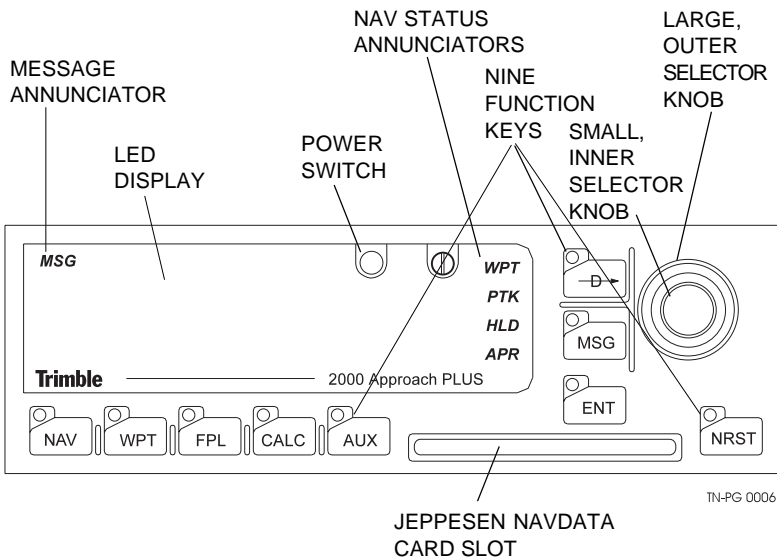 MESSAGE
ANNUNCIATOR
LED
DISPLAY
POWER
SWITCH
NAV STATUS
ANNUNCIATORS
NINE
FUNCTION
KEYS
SMALL,
INNER
SELECTOR
KNOB
LARGE,
OUTER
SELECTOR
KNOB
MSG
WPT
PTK
HLD
APR
Trimble
2000 Approach PLUS
D
MSG
ENT
NAV
WPT
FPL
CALC
AUX
NRST
TN-PG 0006
JEPPESEN NAVDATA
CARD SLOT